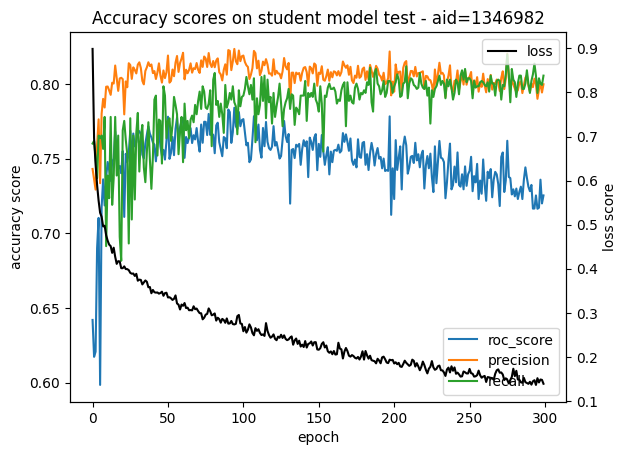 Accuracy scores on student model test - aid=1346982
loss
accuracy score
0.80
0.75
0.70
0.65
0.60
0.9
0.8
0.7
0.6
0.5
0.4
0.3
0.2
0.1
loss score
roc_score
precision
recall
0
50
100
150
200
250
300
epoch